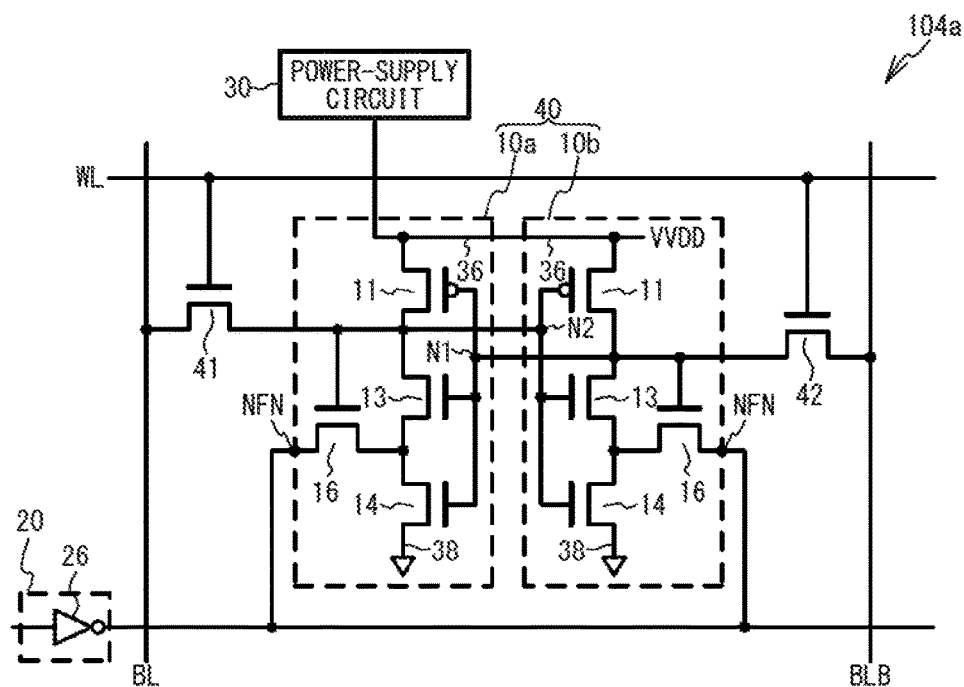 104a
POWER-SUPPLY
CIRCUIT
30
40
10a 10b
WL
VVDD
36 36
11 11
N2
N1
41 42
13 13
NFN NFN
16 16
14 14
38 38
20
26
BL BLB